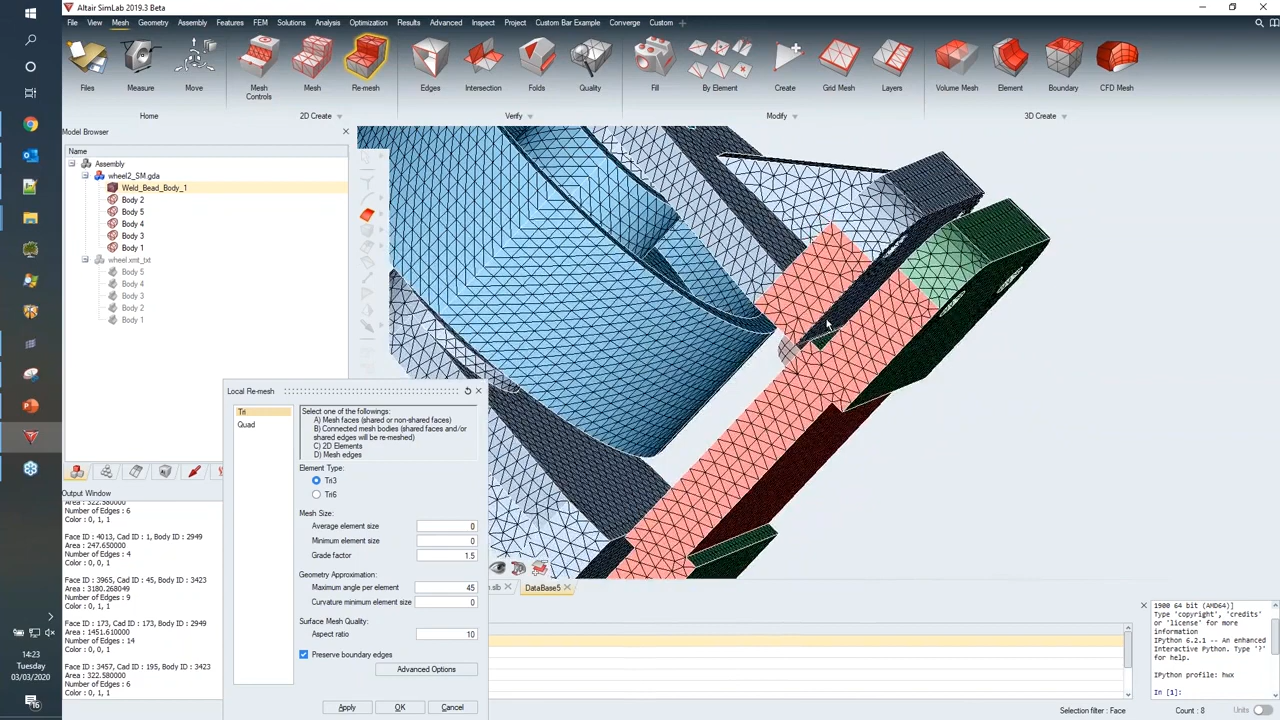 Altair SimLab 2019.3 Beta
File View Mesh Geometry Assembly Features FEM Solutions Analysis Optimization Results Advanced Inspect Project Custom Bar Example Converge Custom
Files Measure Move Mesh Controls Mesh Re-mesh Edges Intersection Folds Quality Fill By Element Create Grid Mesh Layers Volume Mesh Element Boundary CFD Mesh
Home 2D Create Verify Modify 3D Create
Model Browser
Name
Assembly
wheel2_SM.gda
Weld_Bead_Body_1
Body 2
Body 5
Body 4
Body 3
Body 1
wheel.xmt_txt
Body 5
Body 4
Body 3
Body 2
Body 1
Output Window
Area : 322.580000
Number of Edges : 6
Color : 0, 1, 1
Face ID : 4013, Cad ID : 1, Body ID : 2949
Area : 247.650000
Number of Edges : 4
Color : 0, 1, 1
Face ID : 3965, Cad ID : 45, Body ID : 3423
Area : 3180.268049
Number of Edges : 9
Color : 0, 1, 1
Face ID : 173, Cad ID : 173, Body ID : 2949
Area : 1451.610000
Number of Edges : 14
Color : 0, 0, 1
Face ID : 3457, Cad ID : 195, Body ID : 3423
Area : 322.580000
Number of Edges : 6
Color : 0, 1, 1
Local Re-mesh
Tri
Quad
Select one of the followings:
A) Mesh faces (shared or non-shared faces)
B) Connected mesh bodies (shared faces and/or
shared edges will be re-meshed)
C) 2D Elements
D) Mesh edges
Element Type:
Tri3
Tri6
Mesh Size:
Average element size 0
Minimum element size 0
Grade factor 1.5
Geometry Approximation:
Maximum angle per element 45
Curvature minimum element size 0
Surface Mesh Quality:
Aspect ratio 10
Preserve boundary edges
Advanced Options
Apply OK Cancel
n.slb DataBase5
1900 64 bit (AMD64)]
Type 'copyright', 'credits'
or 'license' for more
information
IPython 6.2.1 -- An enhanced
Interactive Python. Type '?'
for help.
IPython profile: hwx
In [1]:
Selection filter : Face Count : 8 Units
14:23
Tuesday
03/03/2020
16